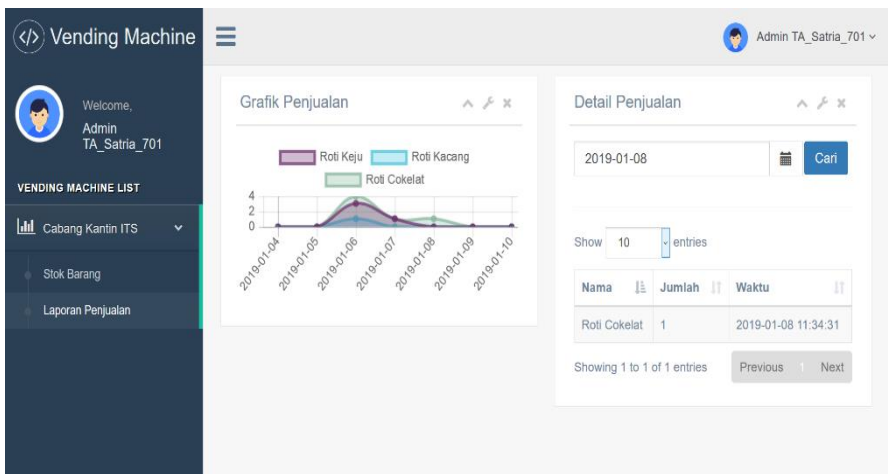 </> Vending Machine
Admin TA_Satria_701
Welcome,
Admin
TA_Satria_701
VENDING MACHINE LIST
Cabang Kantin ITS
Stok Barang
Laporan Penjualan
Grafik Penjualan
Roti Keju
Roti Kacang
Roti Cokelat
4
2
0
2019-01-04
2019-01-05
2019-01-06
2019-01-07
2019-01-08
2019-01-09
2019-01-10
Detail Penjualan
2019-01-08
Cari
Show 10 entries
Nama Jumlah Waktu
Roti Cokelat 1 2019-01-08 11:34:31
Showing 1 to 1 of 1 entries
Previous 1 Next